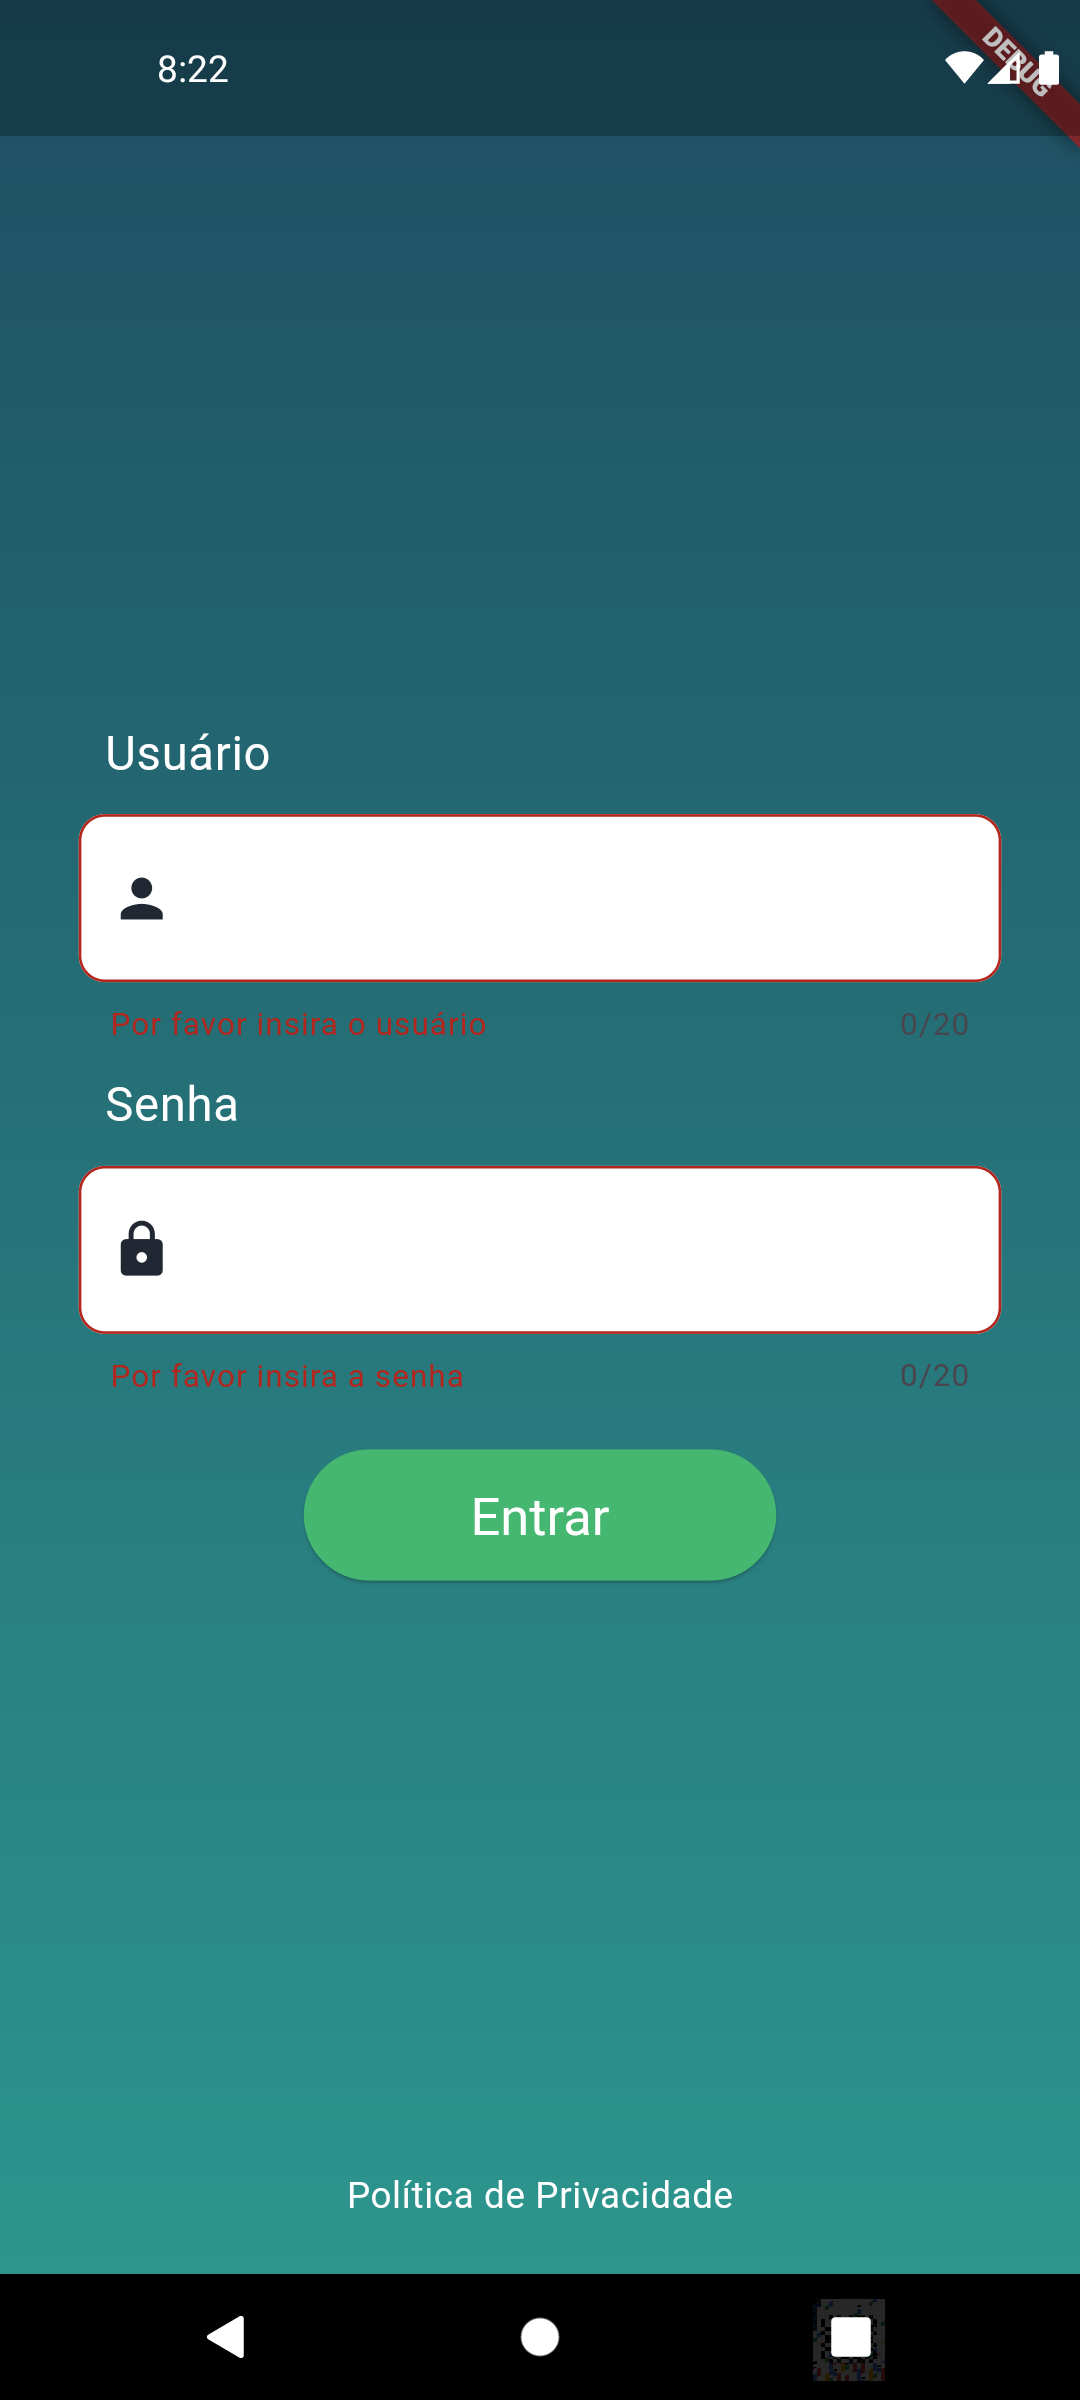 8:22
DEBUG
Usuário
Por favor insira o usuário 0/20
Senha
Por favor insira a senha 0/20
Entrar
Política de Privacidade